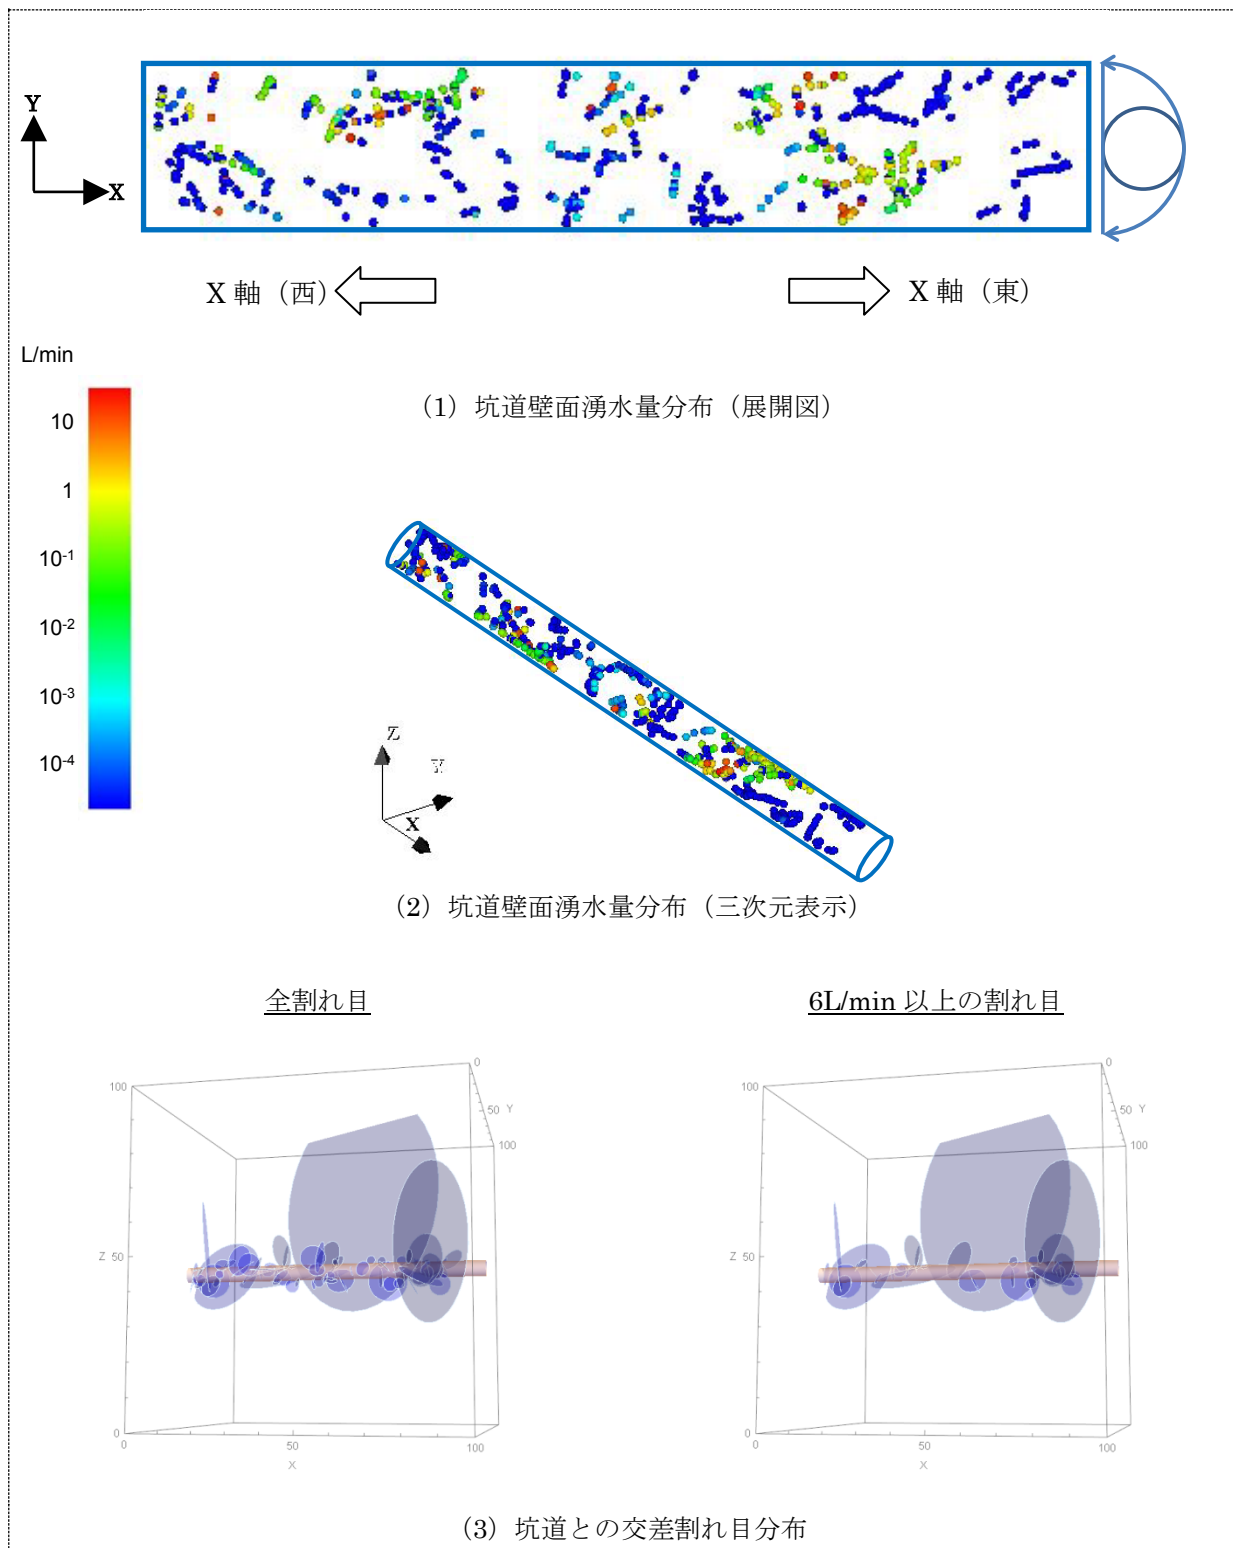 Y
X
X 軸（西）
X 軸（東）
L/min
10
1
10-1
10-2
10-3
10-4
（1）坑道壁面湧水量分布（展開図）
Z
Y
X
（2）坑道壁面湧水量分布（三次元表示）
全割れ目
6L/min 以上の割れ目
100
0
50 Y
100
Z 50
0
0
50
100
X
100
0
50 Y
100
Z 50
0
0
50
100
X
（3）坑道との交差割れ目分布